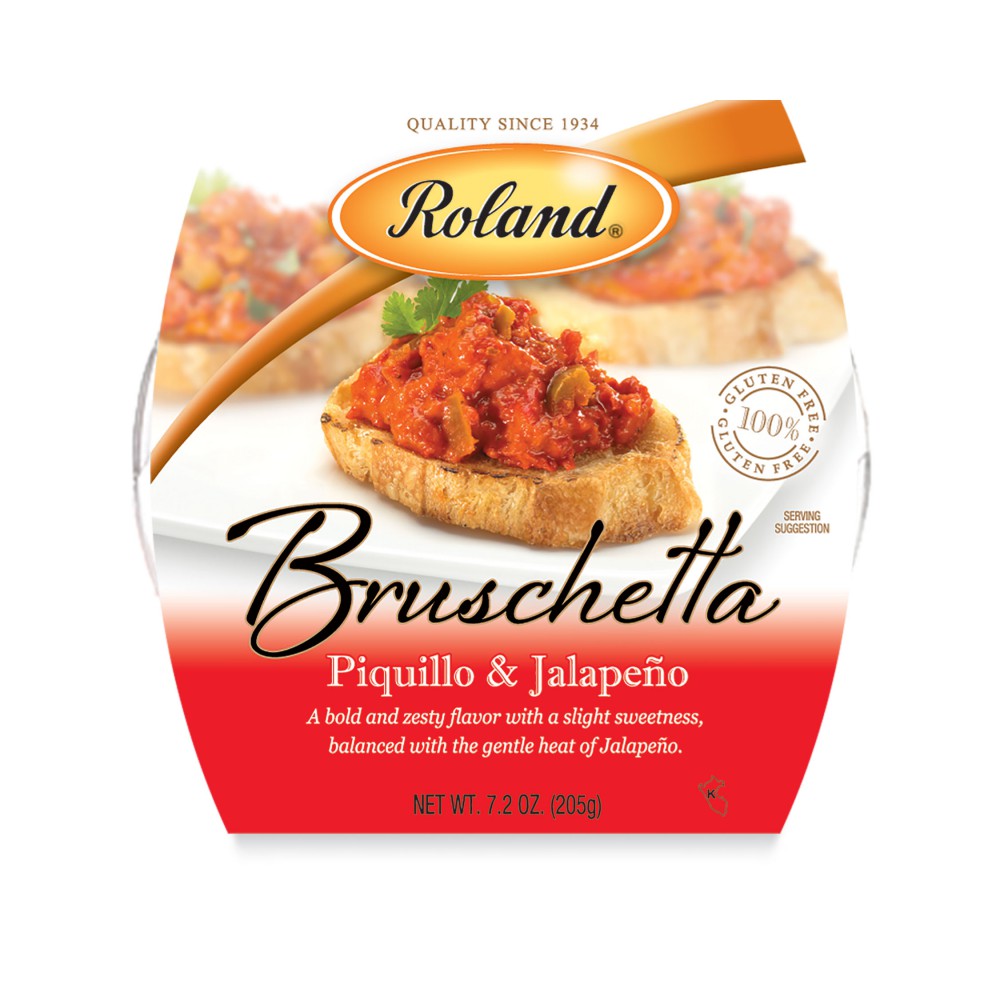 QUALITY SINCE 1934
Roland®
GLUTEN FREE
100%
GLUTEN FREE
SERVING
SUGGESTION
Bruschetta
Piquillo & Jalapeño
A bold and zesty flavor with a slight sweetness,
balanced with the gentle heat of Jalapeño.
K
NET WT. 7.2 OZ. (205g)